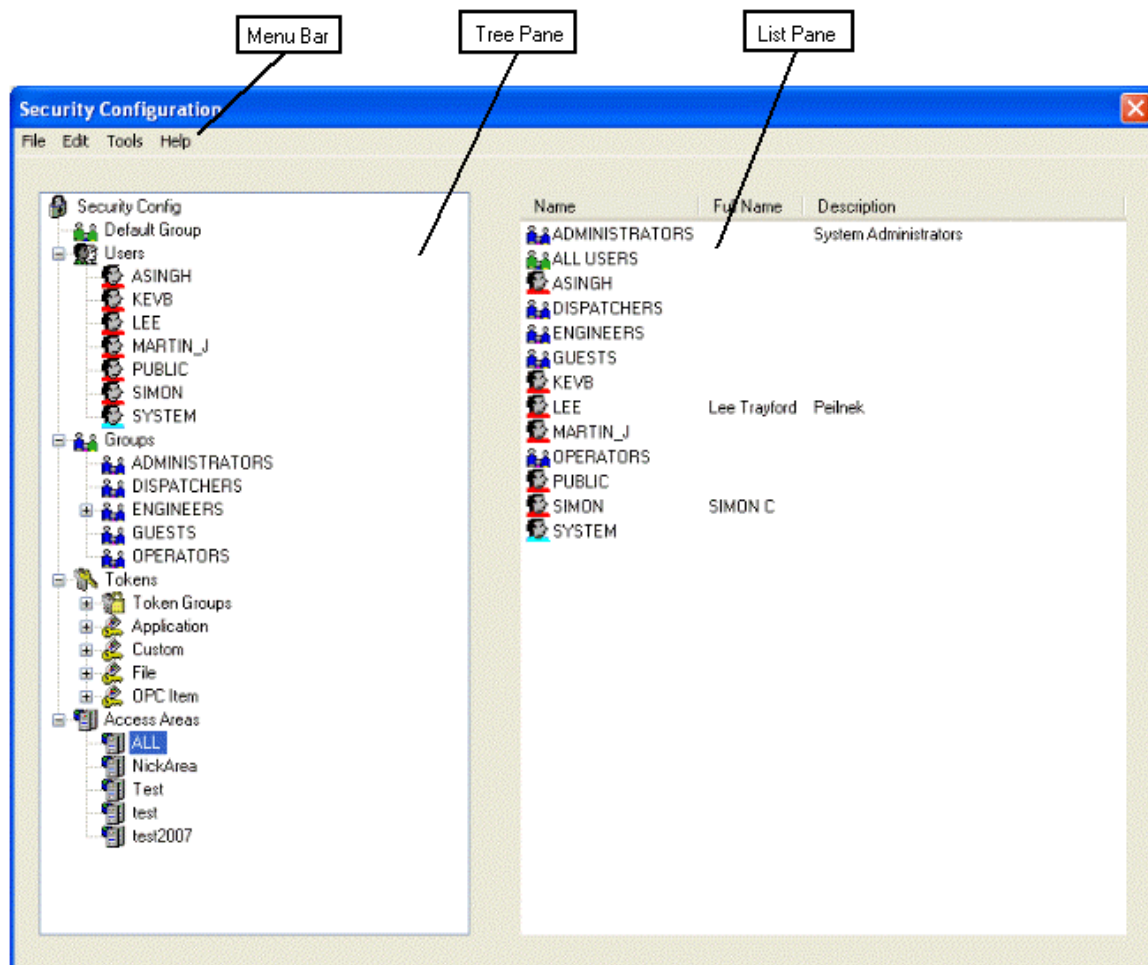 Menu Bar
Tree Pane
List Pane
Security Configuration
File Edit Tools Help
Security Config
Default Group
Users
ASINGH
KEVB
LEE
MARTIN_J
PUBLIC
SIMON
SYSTEM
Groups
ADMINISTRATORS
DISPATCHERS
ENGINEERS
GUESTS
OPERATORS
Tokens
Token Groups
Application
Custom
File
OPC Item
Access Areas
ALL
NickArea
Test
test
test2007
Name Full Name Description
ADMINISTRATORS System Administrators
ALL USERS
ASINGH
DISPATCHERS
ENGINEERS
GUESTS
KEVB
LEE Lee Trayford Peilnek
MARTIN_J
OPERATORS
PUBLIC
SIMON SIMON C
SYSTEM